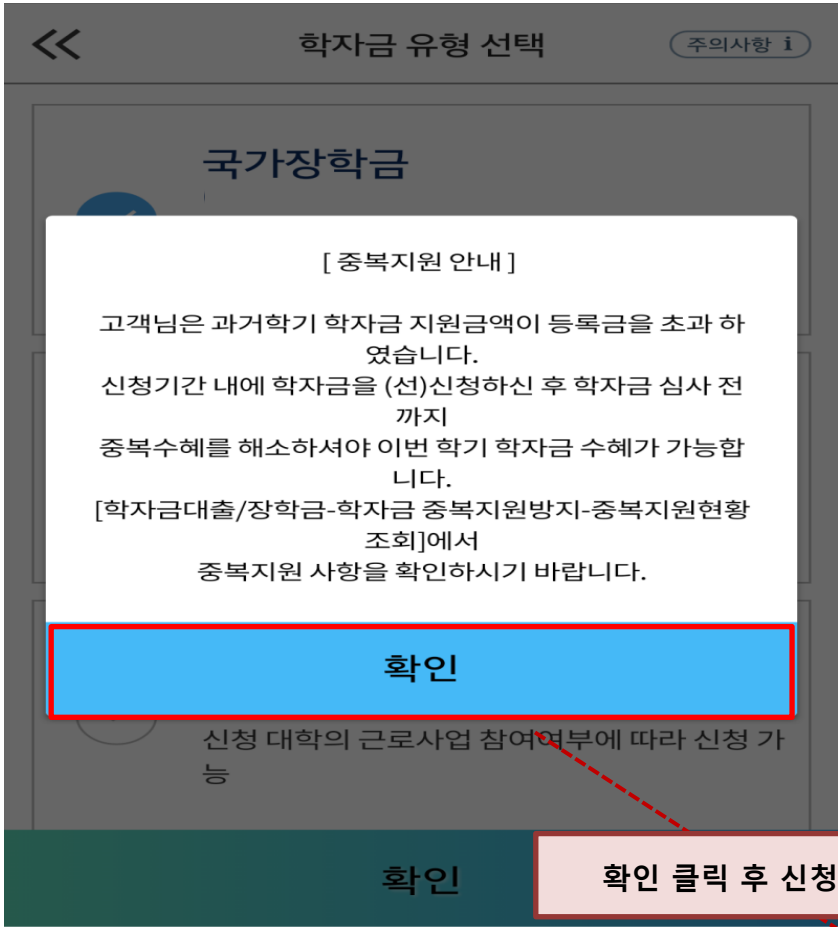 학자금 유형 선택
주의사항 i
국가장학금
[ 중복지원 안내 ]
고객님은 과거학기 학자금 지원금액이 등록금을 초과 하
였습니다.
신청기간 내에 학자금을 (선)신청하신 후 학자금 심사 전
까지
중복수혜를 해소하셔야 이번 학기 학자금 수혜가 가능합
니다.
[학자금대출/장학금-학자금 중복지원방지-중복지원현황
조회]에서
중복지원 사항을 확인하시기 바랍니다.
확인
신청 대학의 근로사업 참여여부에 따라 신청 가
능
확인
확인 클릭 후 신청